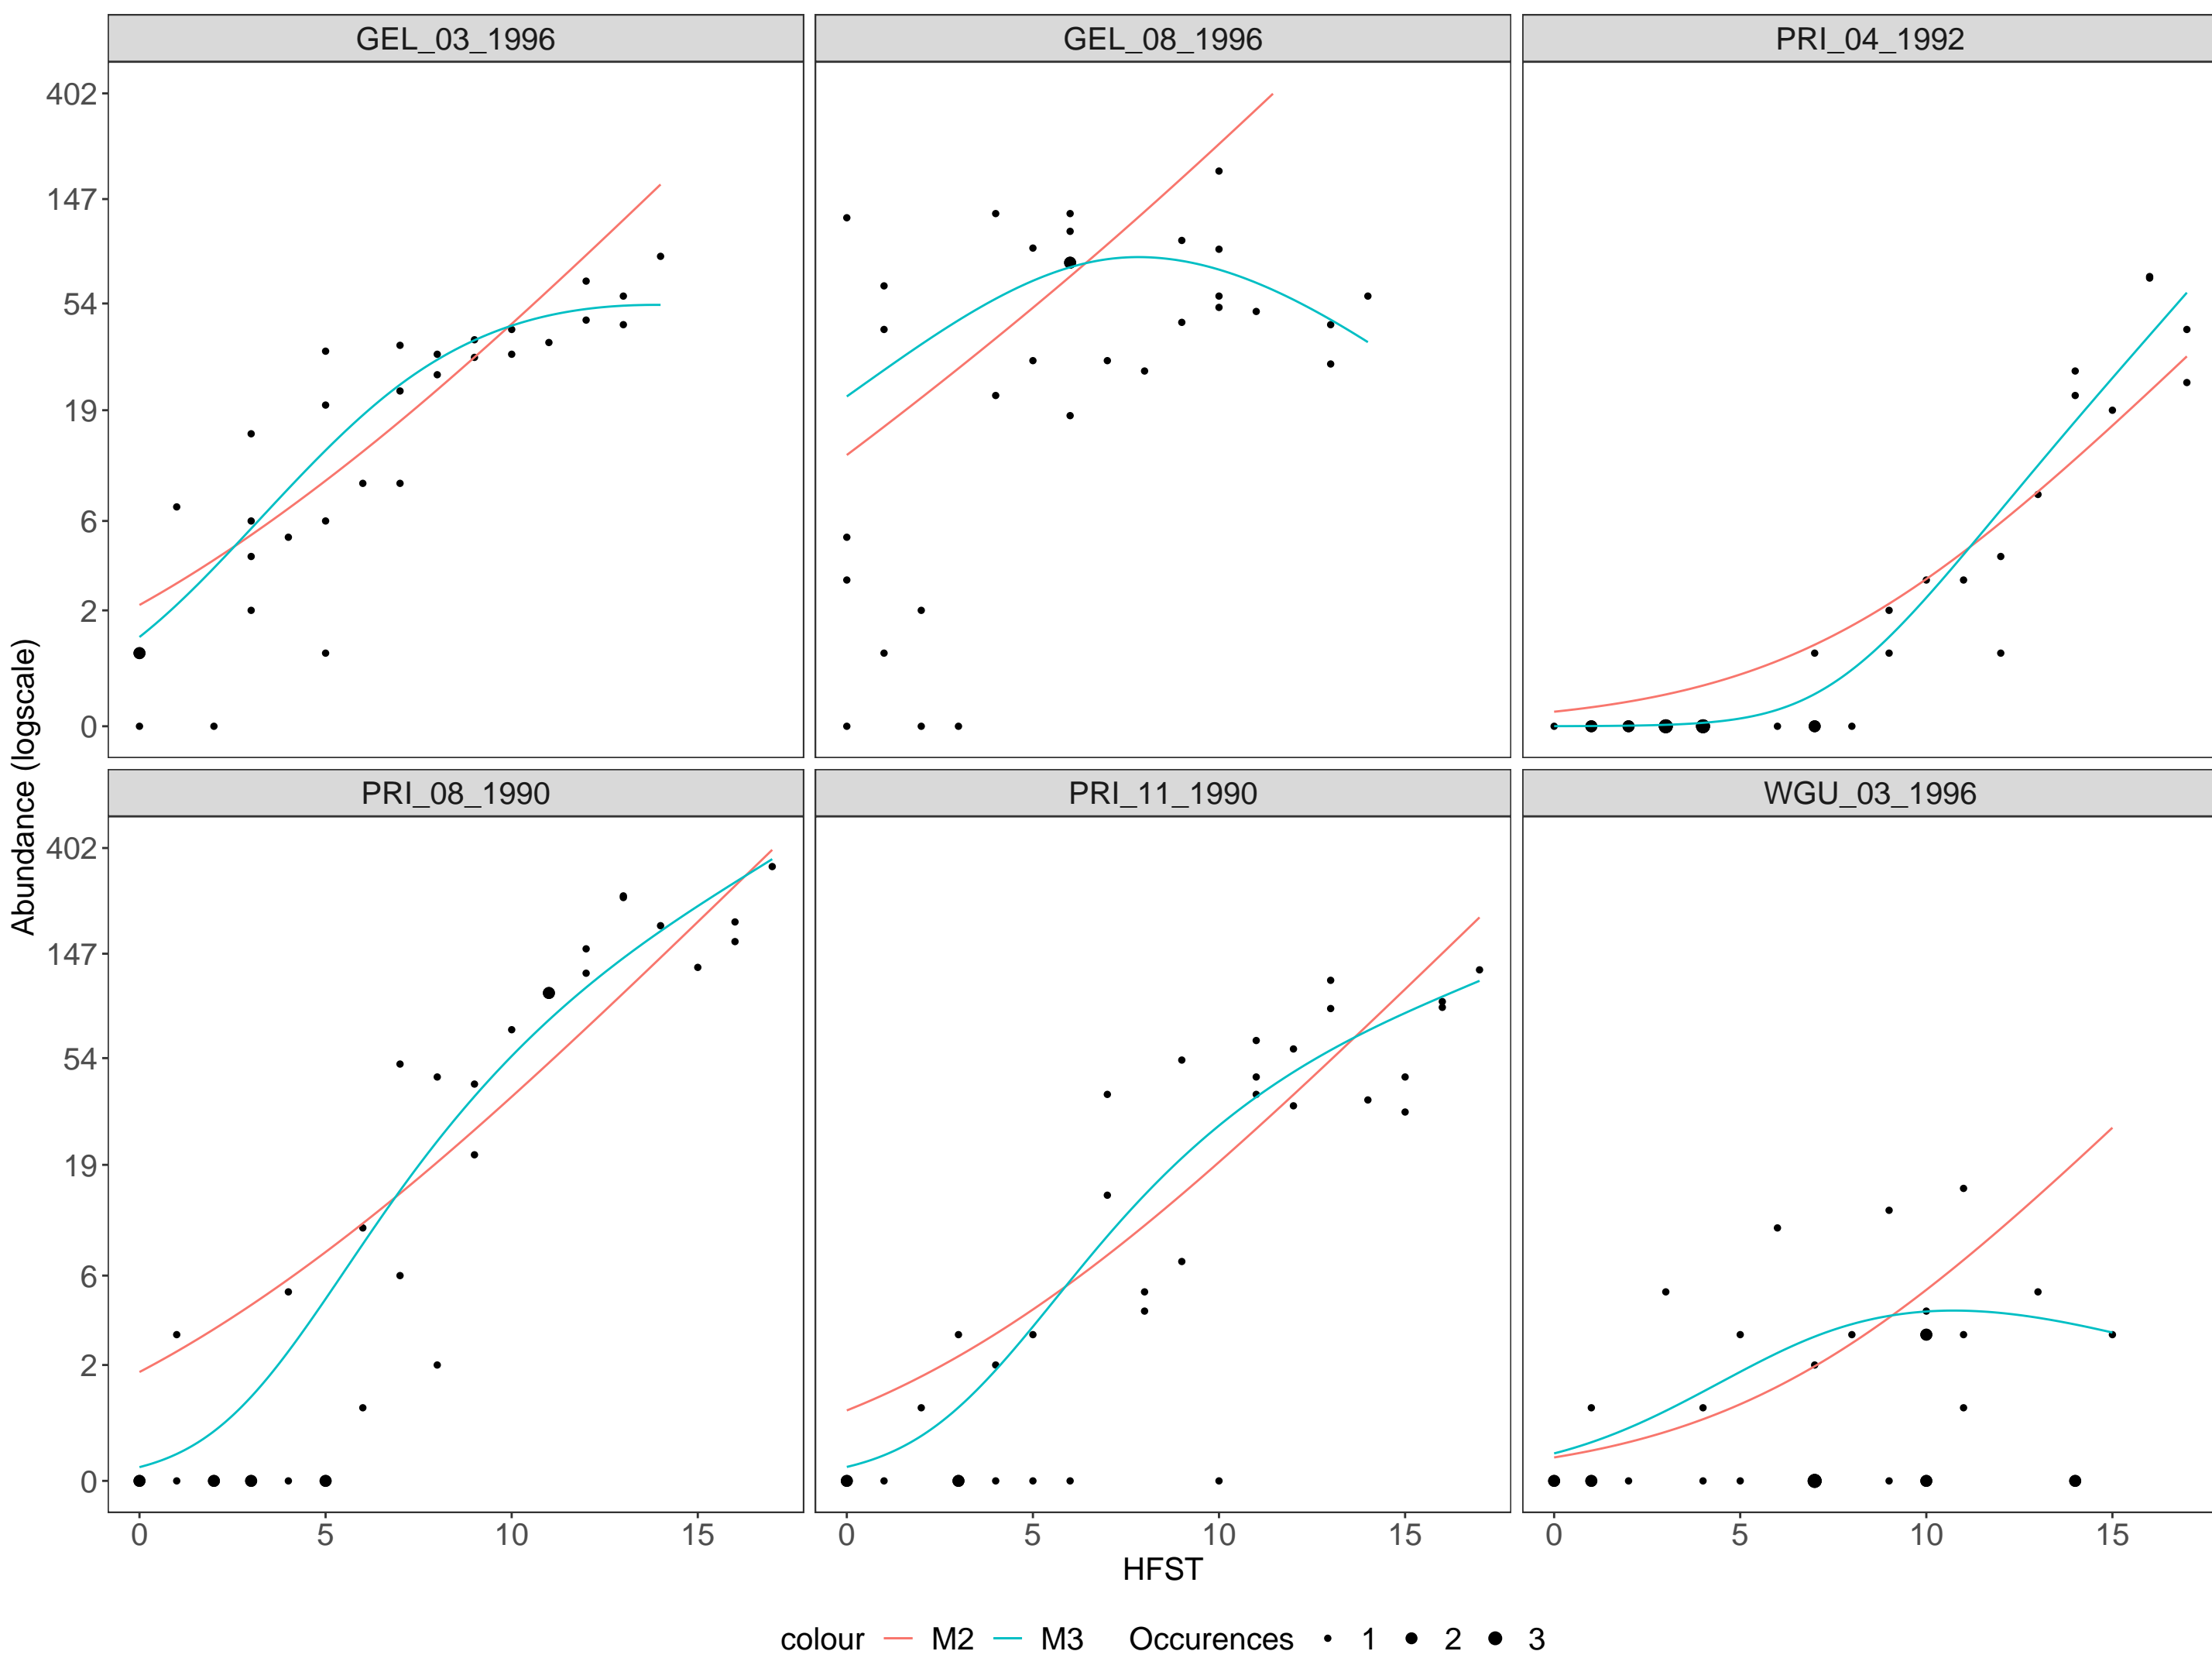 GEL_03_1996 GEL_08_1996 PRI_04_1992
402
147
54
19
6
2
0
Abundance (logscale)
PRI_08_1990 PRI_11_1990 WGU_03_1996
402
147
54
19
6
2
0
0 5 10 15 0 5 10 15 0 5 10 15
HFST
colour M2 M3 Occurences 1 2 3